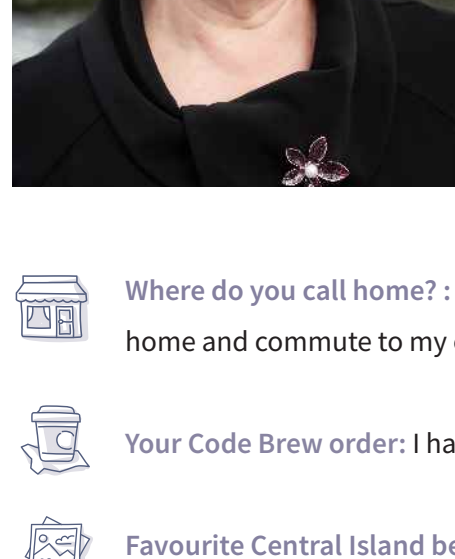 Where do you call home? :
home and commute to my
Your Code Brew order: I ha
Favourite Central Island be